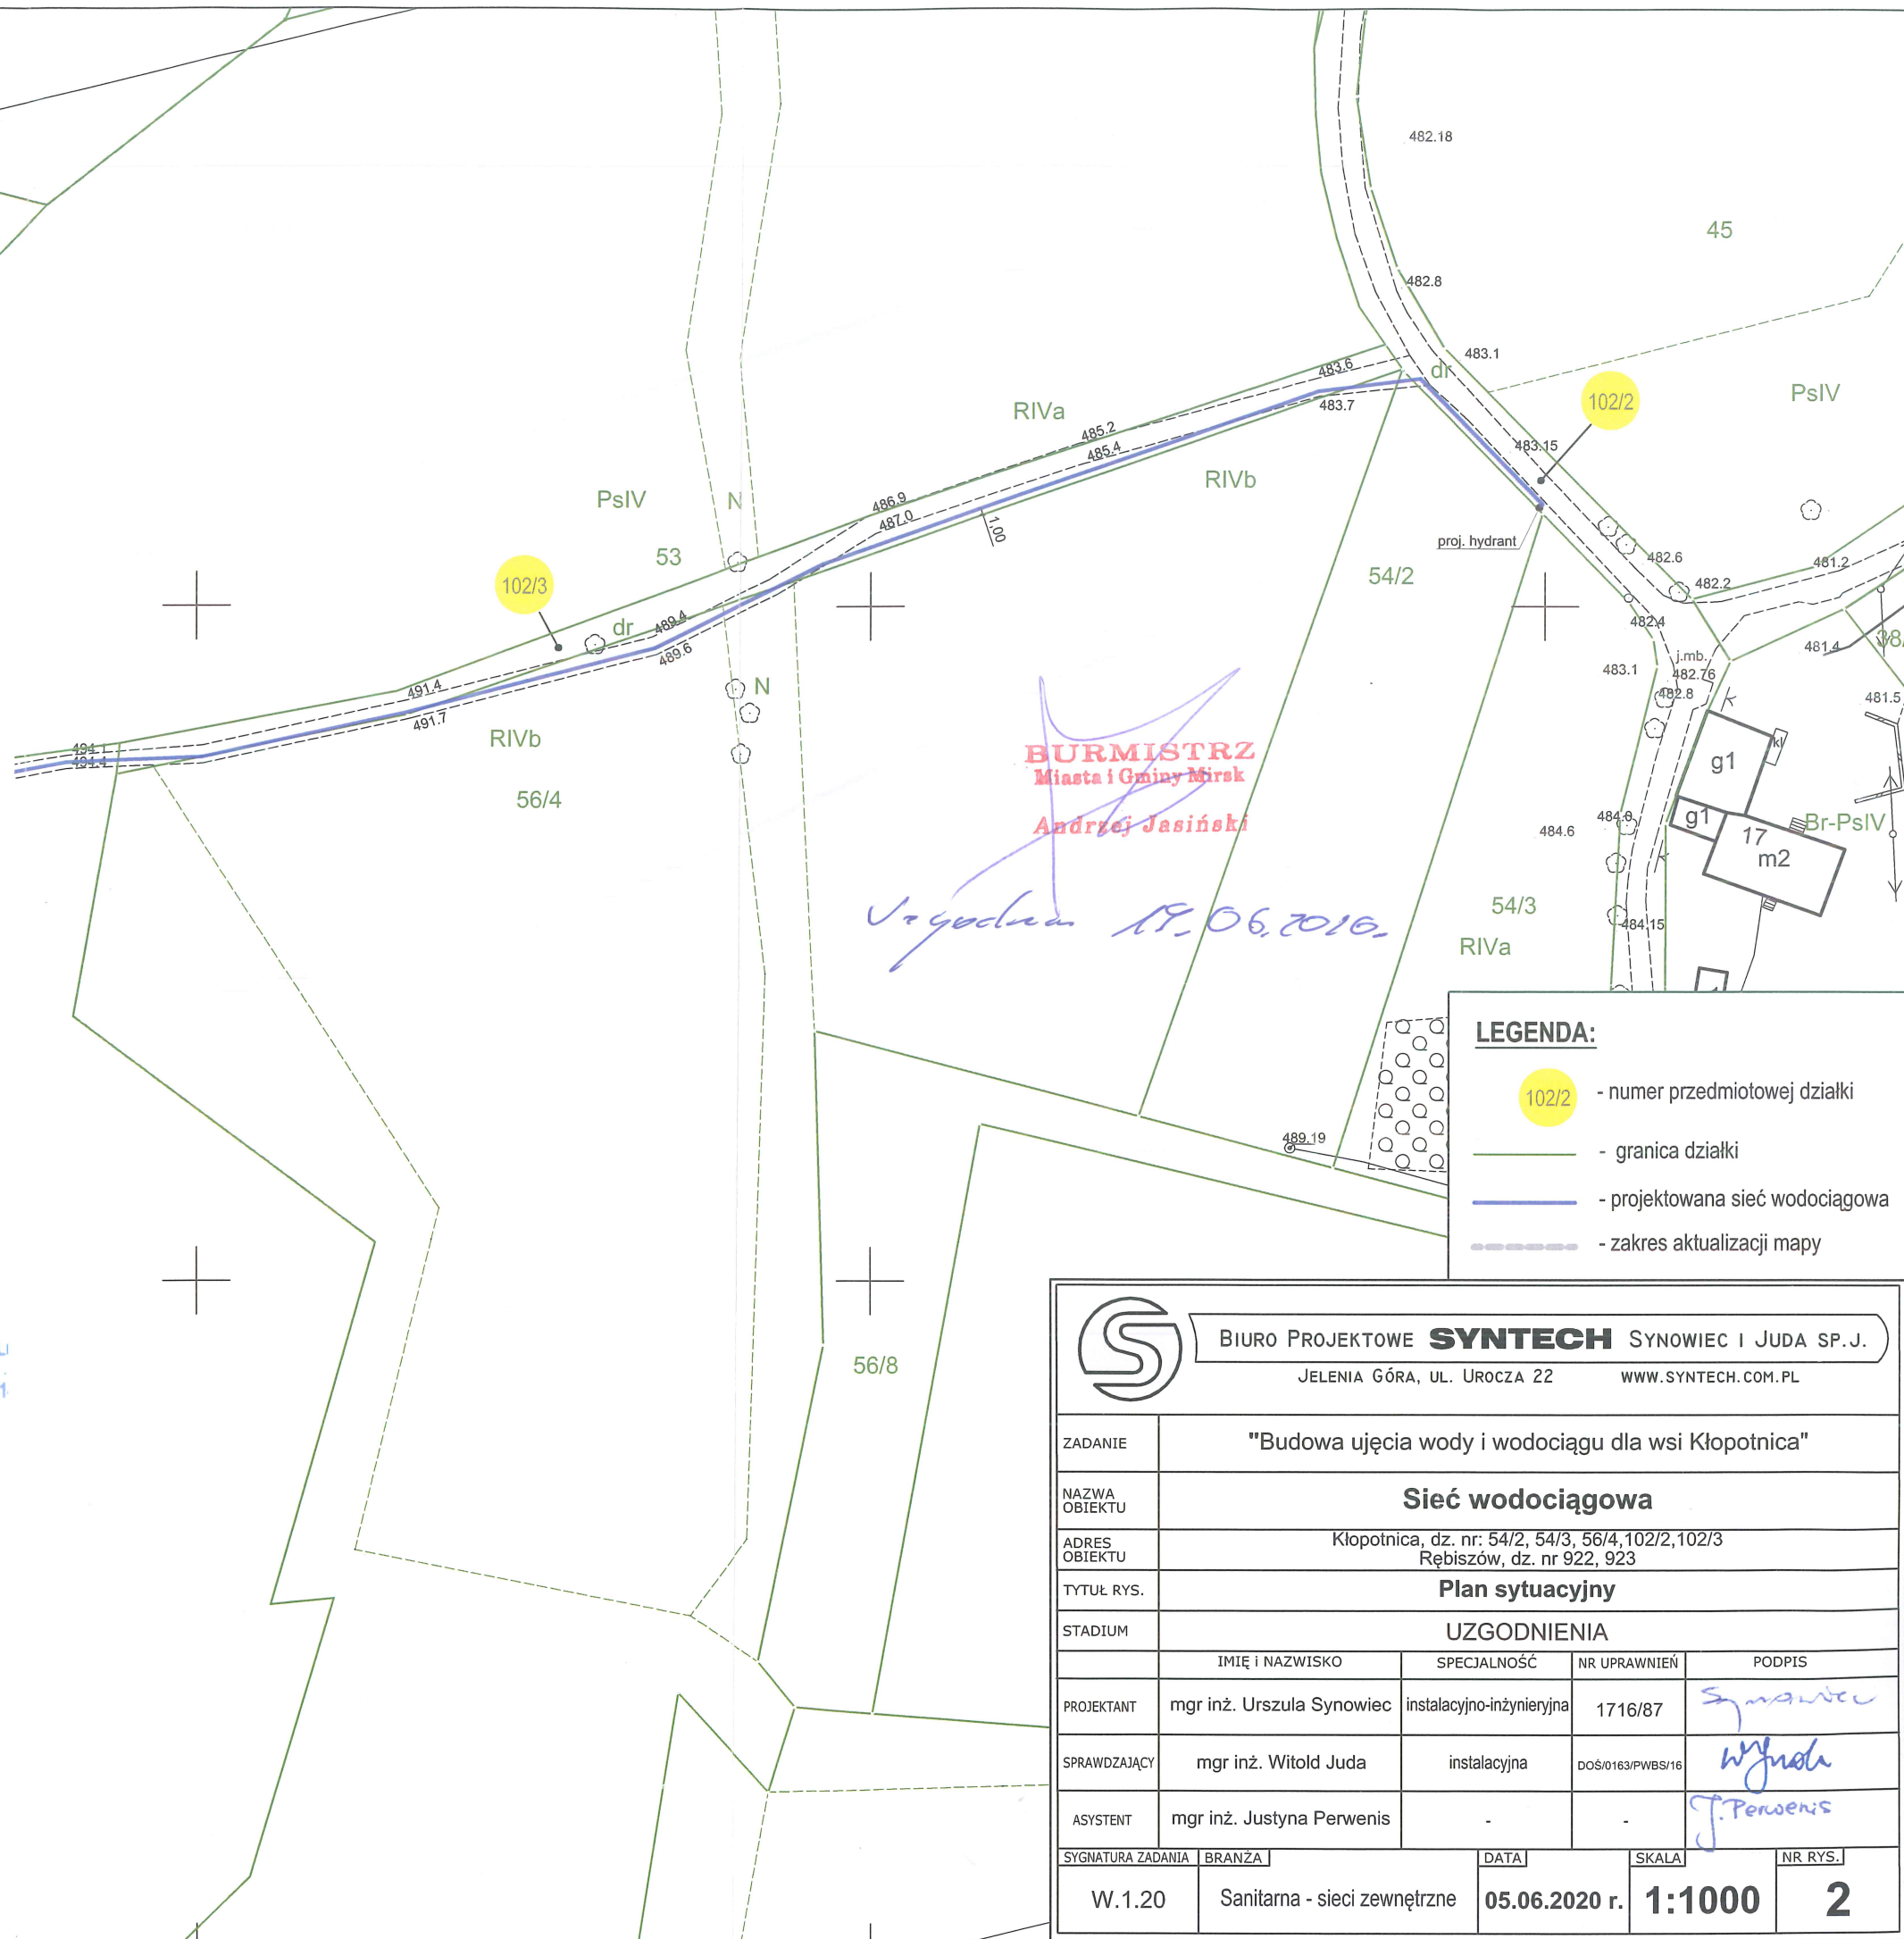 482.18
45
482.8
483.1
483.6
dr
102/2
PsIV
RIVa
483.7
485.2
483.15
485.4
RIVb
PsIV
N
486.9
487.0
1,00
proj. hydrant
53
482.6
481.2
102/3
54/2
482.2
dr
489.4
482.4
489.6
481.4
38/
j.mb.
483.1
482.76
491.4
N
482.8
481.5
491.7
RIVb
494.1
494.4
BURMISTRZ
Miasta i Gminy Mirsk
Andrzej Jasiński
g1
kl
56/4
484.6
484.0
g1
17
m2
Br-PsIV
54/3
484.15
RIVa
489.19
56/8
LEGENDA:
102/2 - numer przedmiotowej działki
- granica działki
- projektowana sieć wodociągowa
- zakres aktualizacji mapy
BIURO PROJEKTOWE SYNTECH SYNOWIEC I JUDA SP.J.
JELENIA GÓRA, UL. UROCZA 22 WWW.SYNTECH.COM.PL
ZADANIE "Budowa ujęcia wody i wodociągu dla wsi Kłopotnica"
NAZWA OBIEKTU Sieć wodociągowa
ADRES OBIEKTU Kłopotnica, dz. nr: 54/2, 54/3, 56/4,102/2,102/3
Rębiszów, dz. nr 922, 923
TYTUŁ RYS. Plan sytuacyjny
STADIUM UZGODNIENIA
IMIĘ i NAZWISKO SPECJALNOŚĆ NR UPRAWNIEŃ PODPIS
PROJEKTANT mgr inż. Urszula Synowiec instalacyjno-inżynieryjna 1716/87 Synowiec
SPRAWDZAJĄCY mgr inż. Witold Juda instalacyjna DOŚ/0163/PWBS/16
ASYSTENT mgr inż. Justyna Perwenis - - J. Perwenis
SYGNATURA ZADANIA BRANŻA DATA SKALA NR RYS.
W.1.20 Sanitarna - sieci zewnętrzne 05.06.2020 r. 1:1000 2